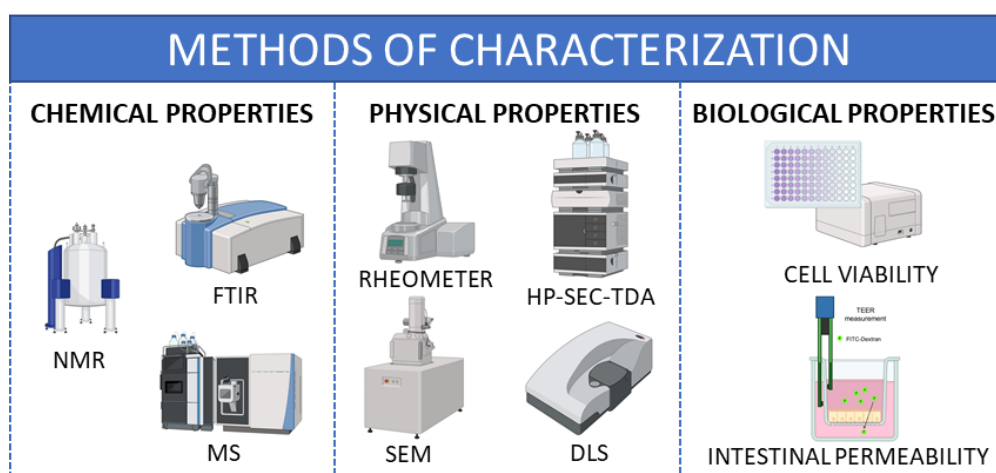 METHODS OF CHARACTERIZATION
CHEMICAL PROPERTIES
NMR
FTIR
MS
PHYSICAL PROPERTIES
RHEOMETER
HP-SEC-TDA
SEM
DLS
BIOLOGICAL PROPERTIES
CELL VIABILITY
TEER
measurement
FITC-Dextran
INTESTINAL PERMEABILITY